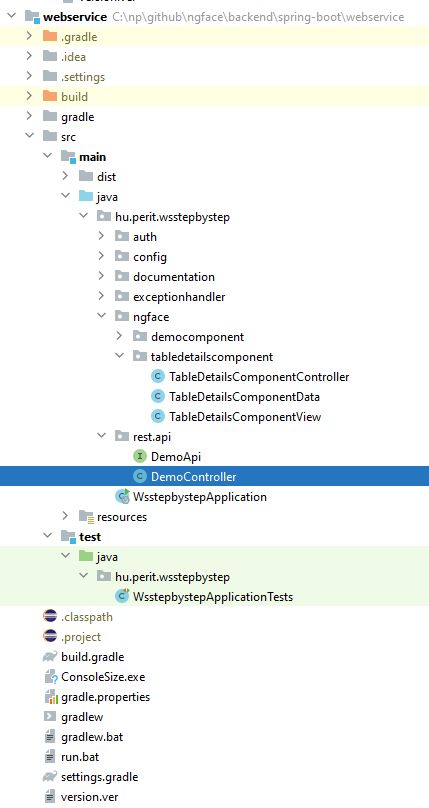 webservice C:\np\github\ngface\backend\spring-boot\webservice
.gradle
.idea
.settings
build
gradle
src
main
dist
java
hu.perit.wsstepbystep
auth
config
documentation
exceptionhandler
ngface
democomponent
tabledetailscomponent
TableDetailsComponentController
TableDetailsComponentData
TableDetailsComponentView
rest.api
DemoApi
DemoController
WsstepbystepApplication
resources
test
java
hu.perit.wsstepbystep
WsstepbystepApplicationTests
.classpath
.project
build.gradle
ConsoleSize.exe
gradle.properties
gradlew
gradlew.bat
run.bat
settings.gradle
version.ver